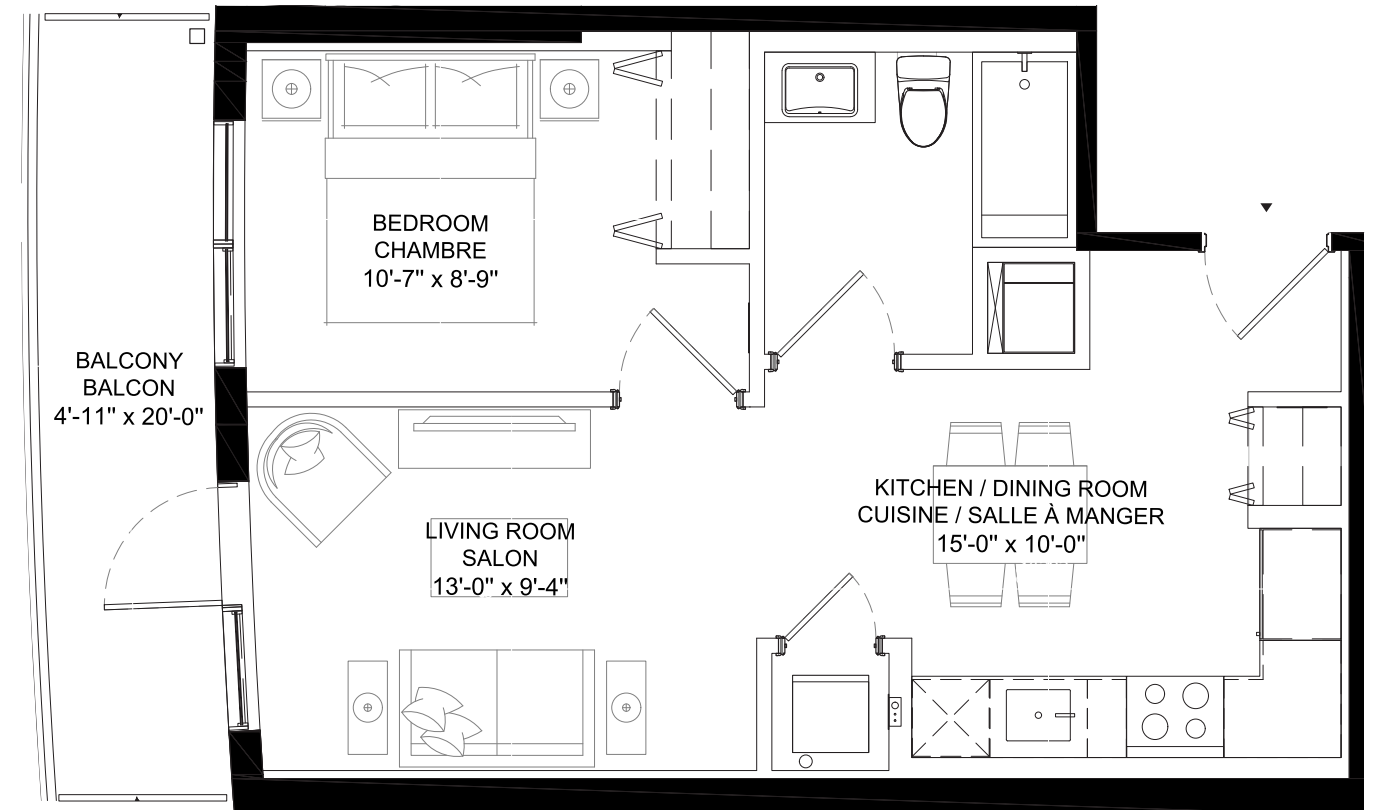 BEDROOM
CHAMBRE
10'-7" x 8'-9"
BALCONY
BALCON
4'-11" x 20'-0"
LIVING ROOM
SALON
13'-0" x 9'-4"
KITCHEN / DINING ROOM
CUISINE / SALLE À MANGER
15'-0" x 10'-0"